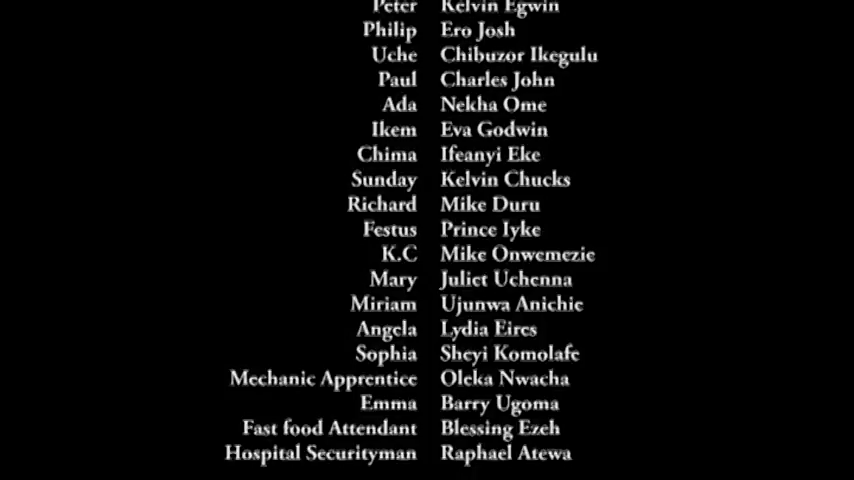 Peter Kelvin Egwin
Philip Ero Josh
Uche Chibuzor Ikegulu
Paul Charles John
Ada Nekha Ome
Ikem Eva Godwin
Chima Ifeanyi Eke
Sunday Kelvin Chucks
Richard Mike Duru
Festus Prince Iyke
K.C Mike Onwemezie
Mary Juliet Uchenna
Miriam Ujunwa Anichie
Angela Lydia Eires
Sophia Sheyi Komolafe
Mechanic Apprentice Oleka Nwacha
Emma Barry Ugoma
Fast food Attendant Blessing Ezeh
Hospital Securityman Raphael Atewa